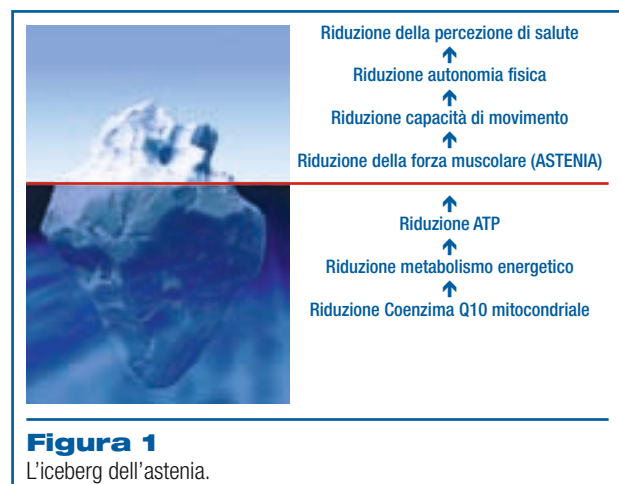 Riduzione della percezione di salute
↑
Riduzione autonomia fisica
↑
Riduzione capacità di movimento
↑
Riduzione della forza muscolare (ASTENIA)
↑
Riduzione ATP
↑
Riduzione metabolismo energetico
↑
Riduzione Coenzima Q10 mitocondriale
Figura 1
L'iceberg dell'astenia.